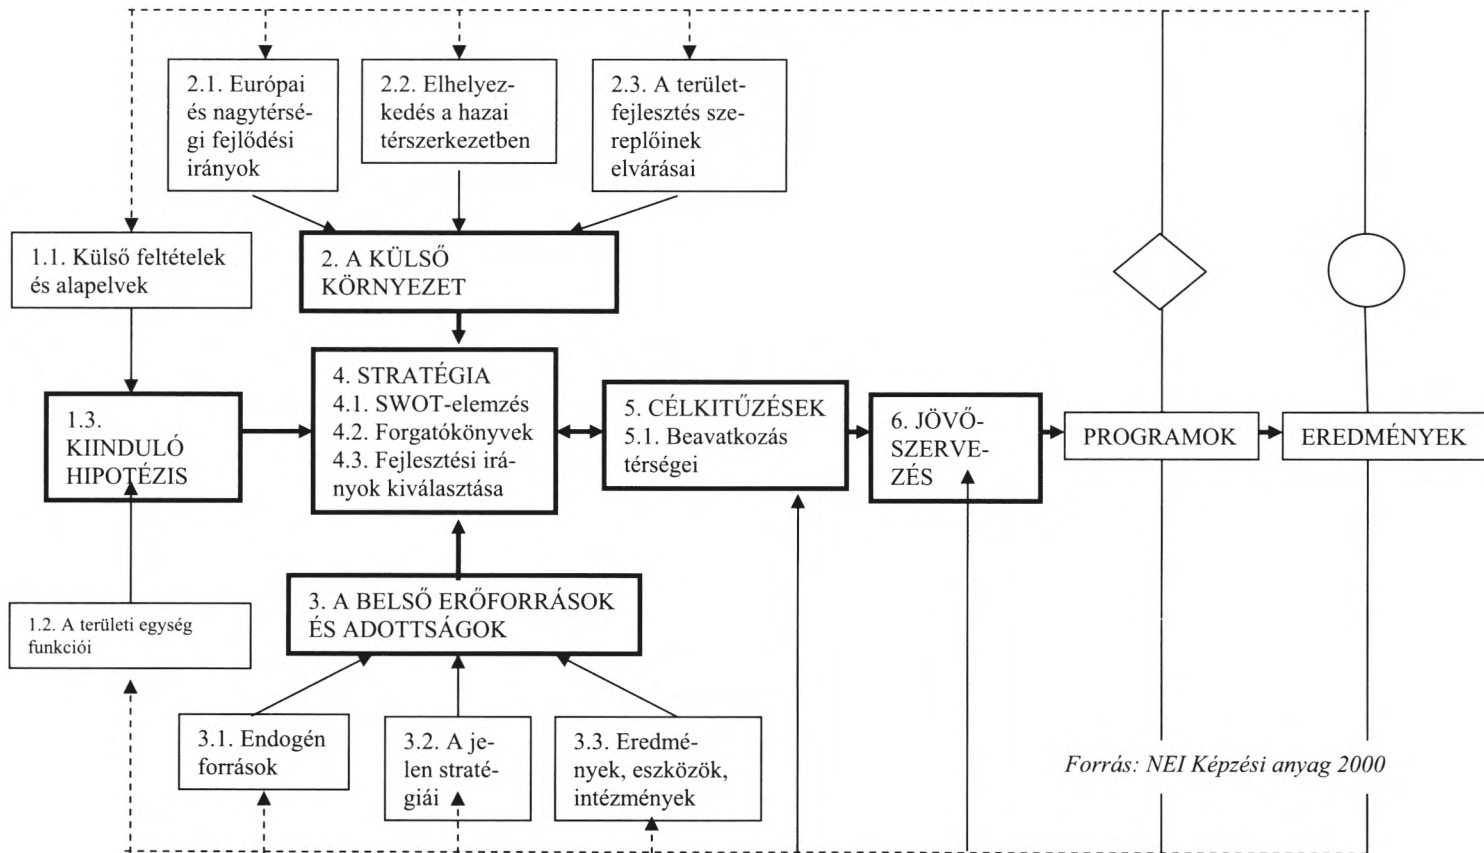 2.1. Európai
és nagytérsé-
gi fejlődési
irányok
2.2. Elhelyez-
kedés a hazai
térszerkezetben
2.3. A terület-
fejlesztés sze-
replőinek
elvárásai
1.1. Külső feltételek
és alapelvek
2. A KÜLSŐ
KÖRNYEZET
1.3.
KIINDULÓ
HIPOTÉZIS
4. STRATÉGIA
4.1. SWOT-elemzés
4.2. Forgatókönyvek
4.3. Fejlesztési irá-
nyok kiválasztása
5. CÉLKITŰZÉSEK
5.1. Beavatkozás
térségei
6. JÖVŐ-
SZERVE-
ZÉS
PROGRAMOK
EREDMÉNYEK
1.2. A területi egység
funkciói
3. A BELSŐ ERŐFORRÁSOK
ÉS ADOTTSÁGOK
3.1. Endogén
források
3.2. A je-
len straté-
giái
3.3. Eredmé-
nyek, eszközök,
intézmények
Forrás: NEI Képzési anyag 2000